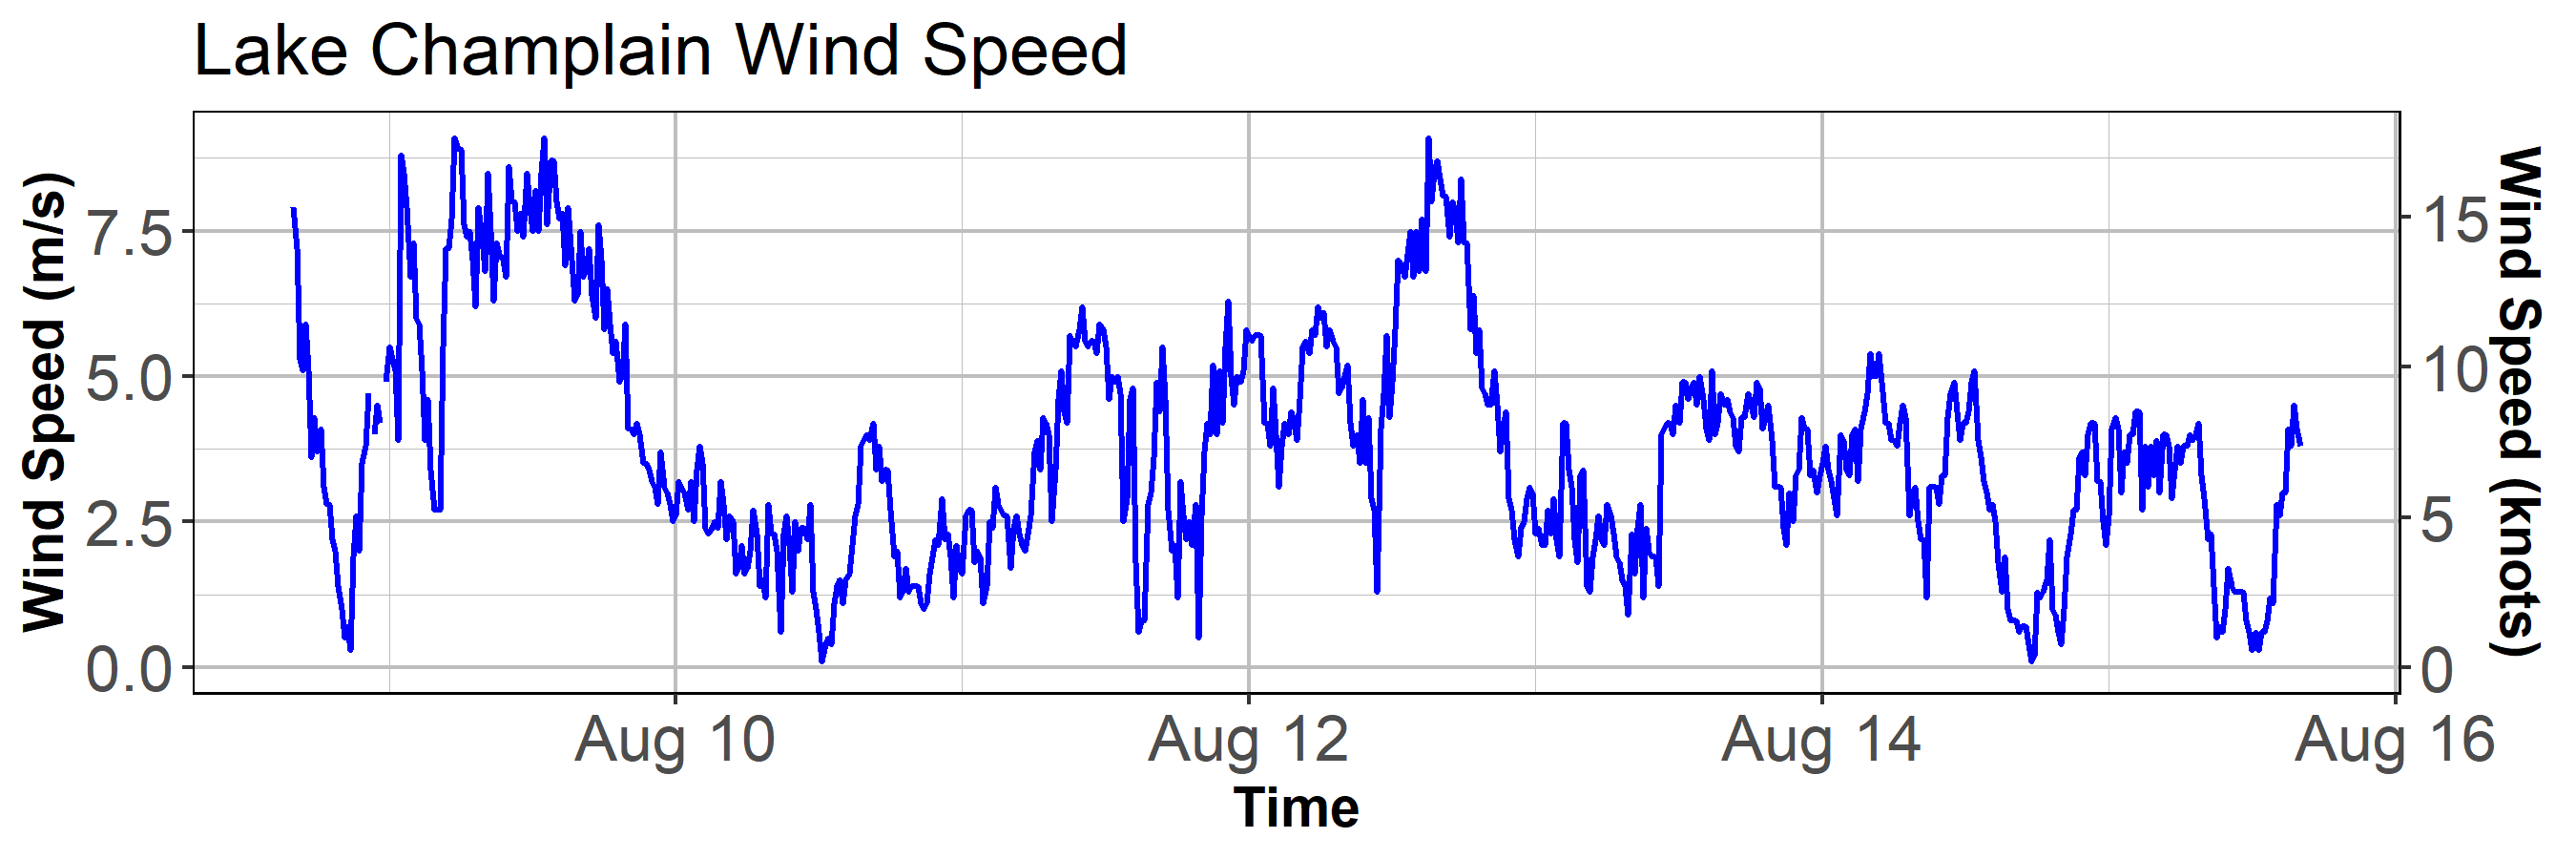 Lake Champlain Wind Speed
Wind Speed (m/s)
7.5
5.0
2.5
0.0
15
10
5
0
Wind Speed (knots)
Aug 10
Aug 12
Aug 14
Aug 16
Time